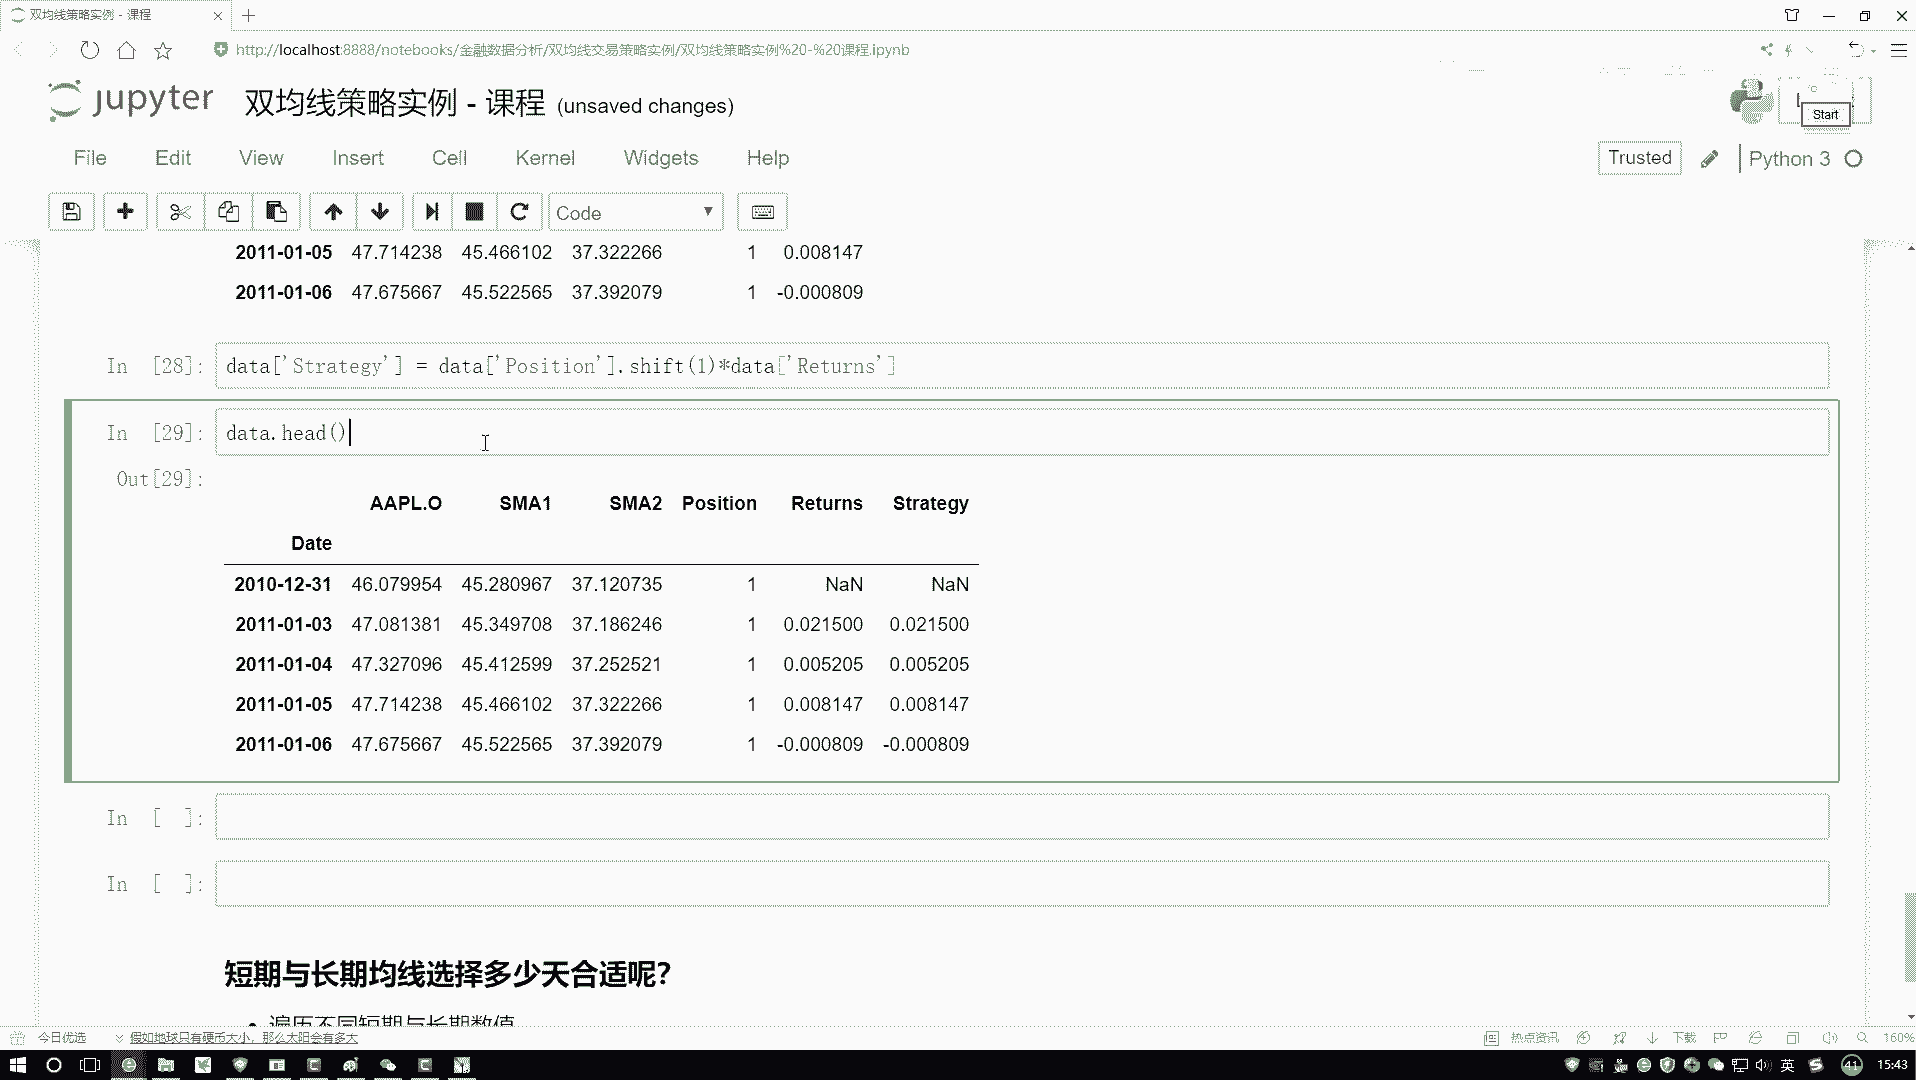 双均线策略实例 - 课程
http://localhost:8888/notebooks/金融数据分析/双均线交易策略实例/双均线策略实例%20-%20课程.ipynb
jupyter 双均线策略实例 - 课程 (unsaved changes)
Start
File Edit View Insert Cell Kernel Widgets Help
Trusted Python 3
Code
2011-01-05 47.714238 45.466102 37.322266 1 0.008147
2011-01-06 47.675667 45.522565 37.392079 1 -0.000809
In [28]: data['Strategy'] = data['Position'].shift(1)*data['Returns']
In [29]: data.head()
Out[29]:
AAPL.O SMA1 SMA2 Position Returns Strategy
Date
2010-12-31 46.079954 45.280967 37.120735 1 NaN NaN
2011-01-03 47.081381 45.349708 37.186246 1 0.021500 0.021500
2011-01-04 47.327096 45.412599 37.252521 1 0.005205 0.005205
2011-01-05 47.714238 45.466102 37.322266 1 0.008147 0.008147
2011-01-06 47.675667 45.522565 37.392079 1 -0.000809 -0.000809
In [ ]:
In [ ]:
短期与长期均线选择多少天合适呢?
• 遍历不同短期与长期数值
今日优选 假如地球只有硬币大小，那么太阳会有多大 热点资讯 下载 160%
英 41 15:43